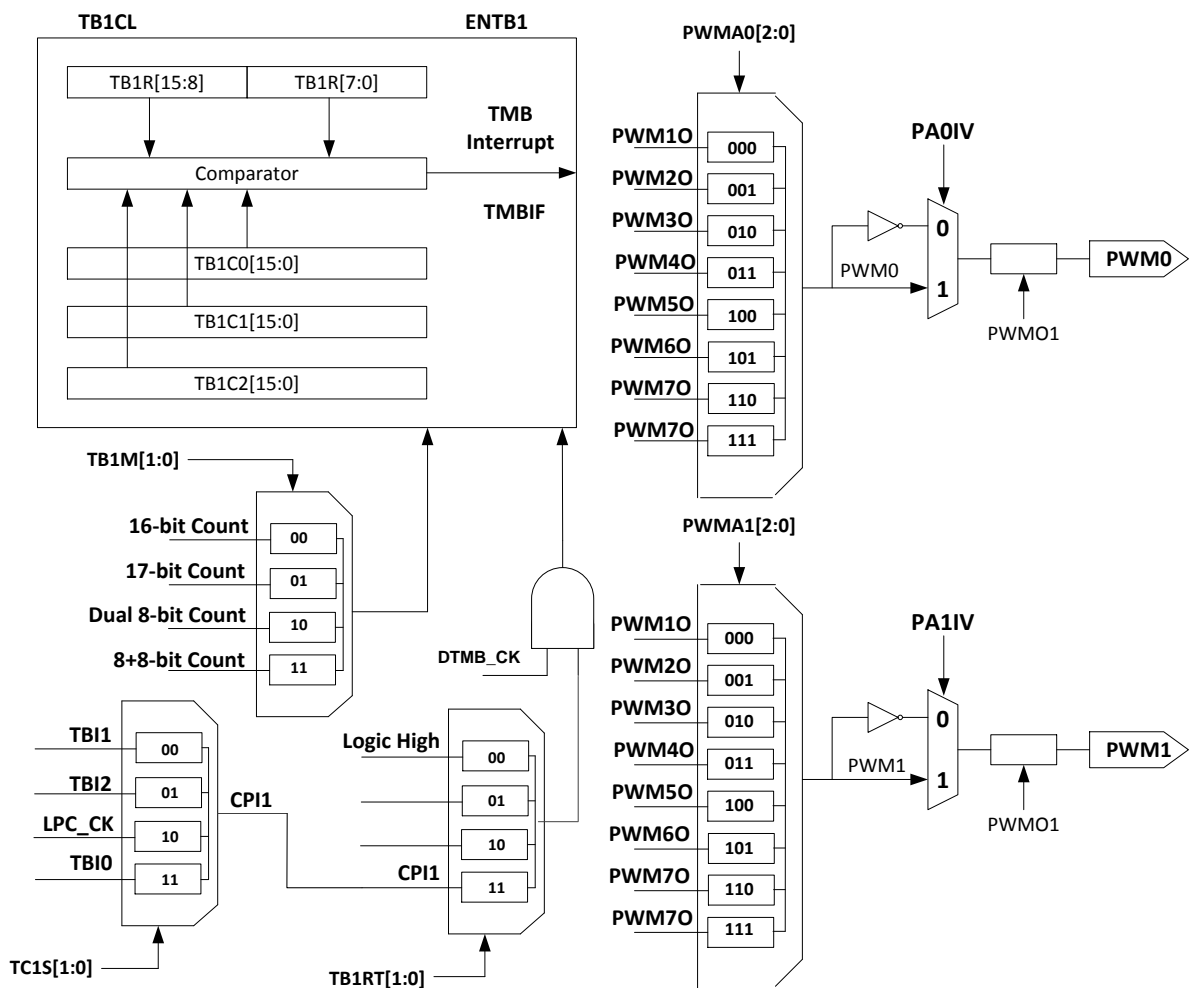 TB1CL
ENTB1
TB1R[15:8]
TB1R[7:0]
TMB
Interrupt
Comparator
TMBIF
TB1C0[15:0]
TB1C1[15:0]
TB1C2[15:0]
TB1M[1:0]
16-bit Count
00
17-bit Count
01
Dual 8-bit Count
10
8+8-bit Count
11
DTMB_CK
TBI1
00
TBI2
01
LPC_CK
10
TBI0
11
CPI1
TC1S[1:0]
Logic High
00
01
10
CPI1
11
TB1RT[1:0]
PWMA0[2:0]
PWM1O
000
PWM2O
001
PWM3O
010
PWM4O
011
PWM5O
100
PWM6O
101
PWM7O
110
PWM7O
111
PWM0
PA0IV
0
1
PWMO1
PWM0
PWMA1[2:0]
PWM1O
000
PWM2O
001
PWM3O
010
PWM4O
011
PWM5O
100
PWM6O
101
PWM7O
110
PWM7O
111
PWM1
PA1IV
0
1
PWMO1
PWM1